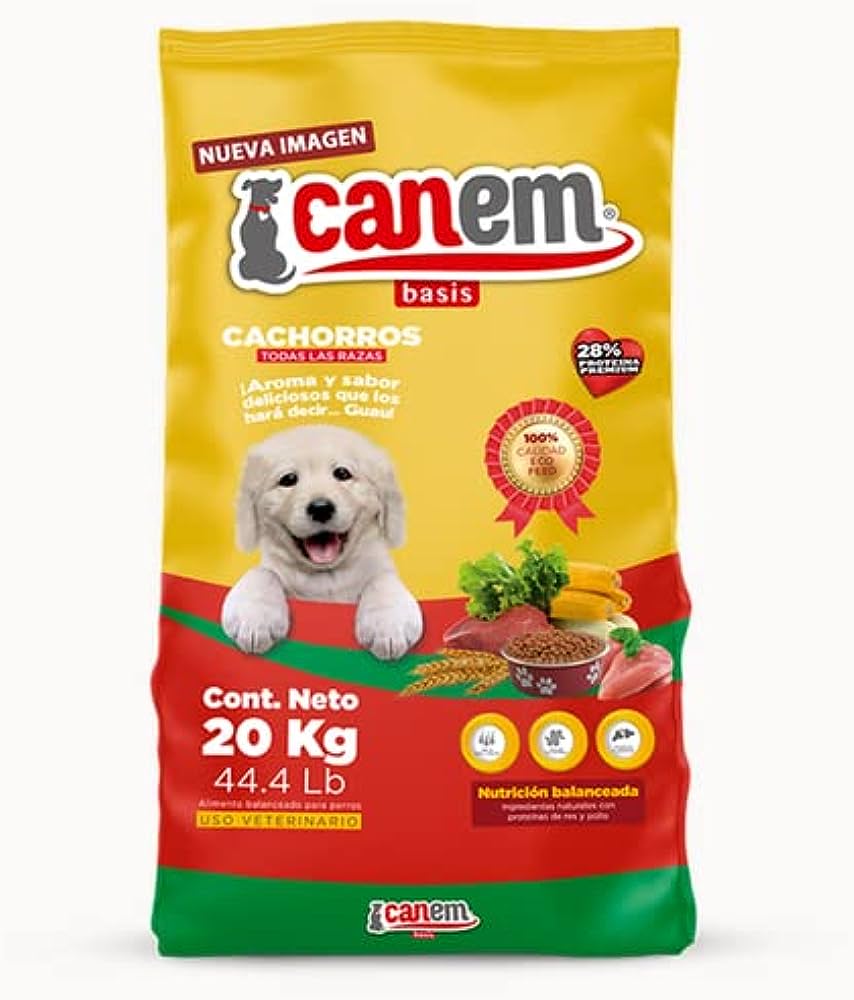 NUEVA IMAGEN
canem®
basis
CACHORROS
TODAS LAS RAZAS
¡Aroma y sabor
deliciosos que los
hará decir... Guau!
28%
PROTEINA
PREMIUM
100%
CALIDAD
ECO
FEED
Cont. Neto
20 Kg
44.4 Lb
Alimento balanceado para perros
USO VETERINARIO
Nutrición balanceada
Ingredientes naturales con
proteínas de res y pollo
canem
basis